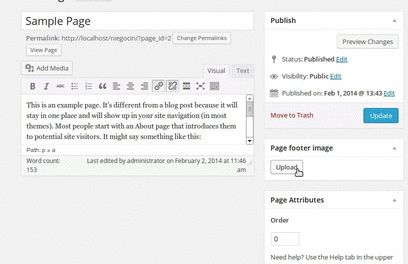 Sample Page
Permalink: http://localhost/niegocin/?page_id=2 Change Permalinks
View Page
Add Media
Visual Text
This is an example page. It's different from a blog post because it will
stay in one place and will show up in your site navigation (in most
themes). Most people start with an About page that introduces them
to potential site visitors. It might say something like this:
Path: p » a
Word count: 153
Last edited by administrator on February 2, 2014 at 11:46 am
Publish
Preview Changes
Status: Published Edit
Visibility: Public Edit
Published on: Feb 1, 2014 @ 13:43 Edit
Move to Trash Update
Page footer image
Upload
Page Attributes
Order
0
Need help? Use the Help tab in the upper